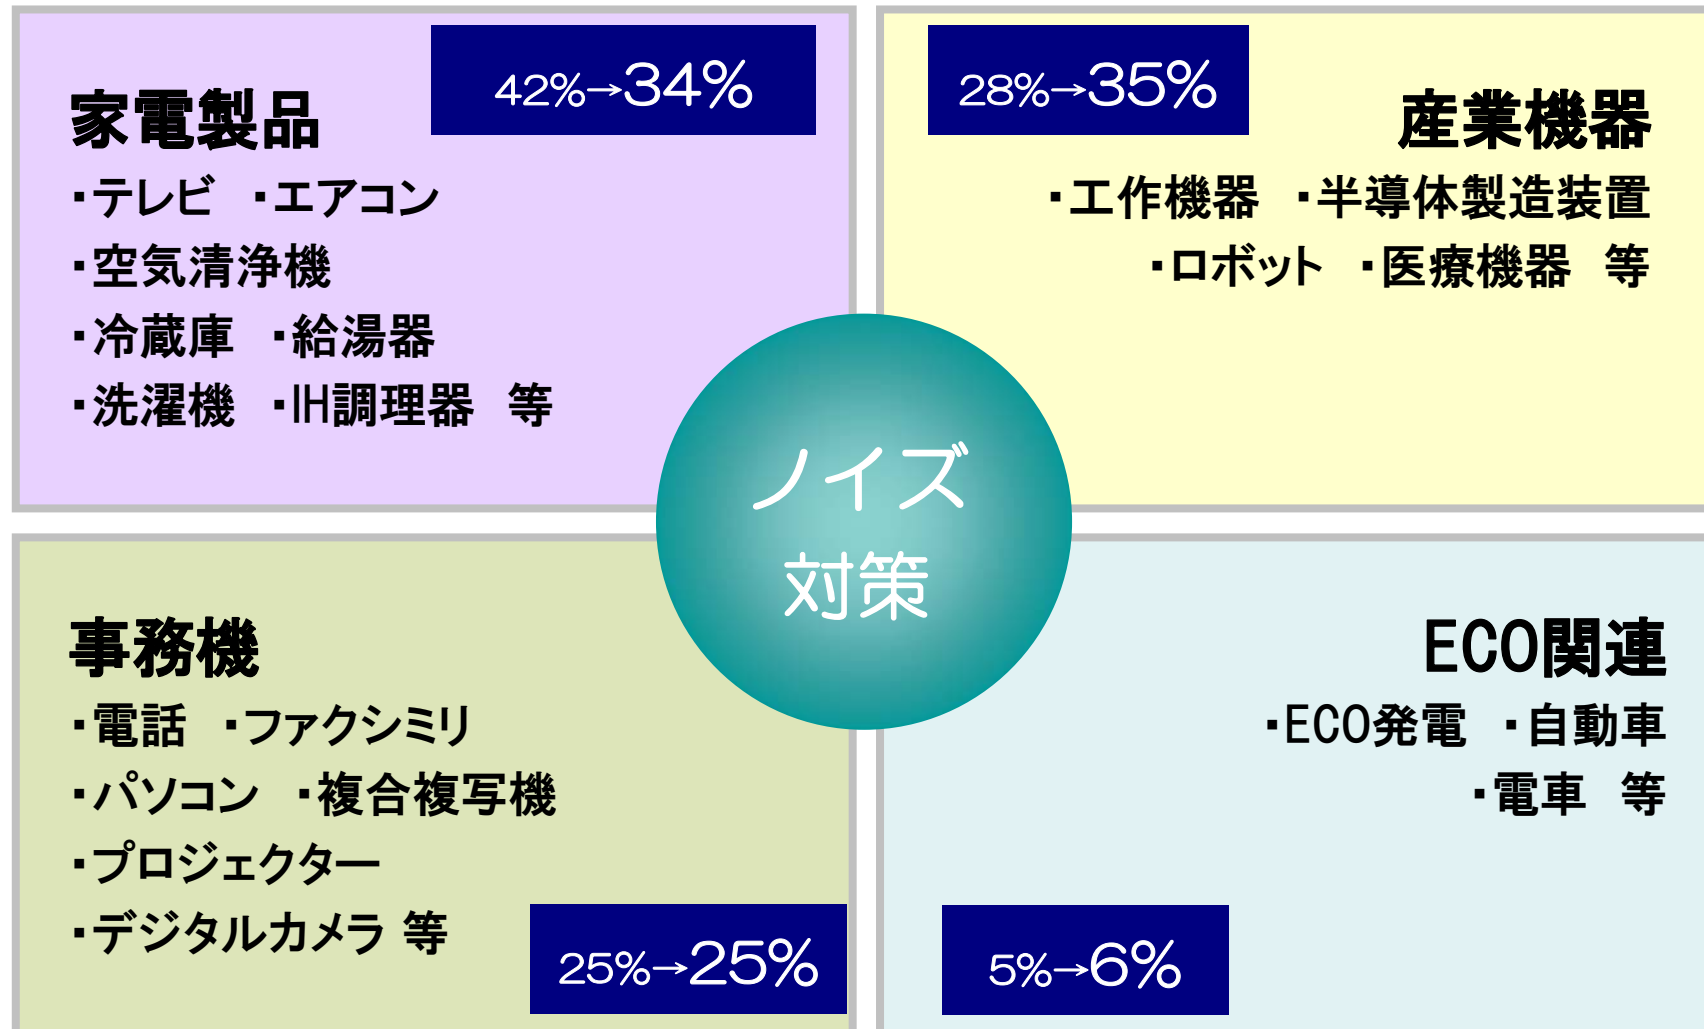 家電製品
42%→34%
・テレビ　・エアコン
・空気清浄機
・冷蔵庫　・給湯器
・洗濯機　・IH調理器　等
28%→35%
産業機器
・工作機器　・半導体製造装置
・ロボット　・医療機器　等
ノイズ
対策
事務機
・電話　・ファクシミリ
・パソコン　・複合複写機
・プロジェクター
・デジタルカメラ 等
25%→25%
ECO関連
・ECO発電　・自動車
・電車　等
5%→6%